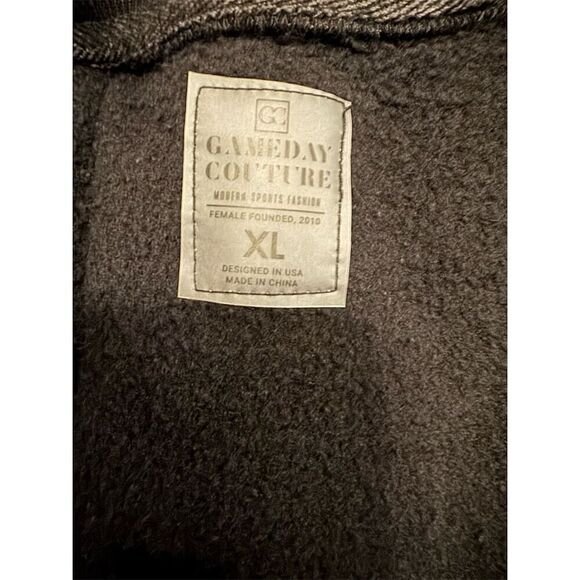 GC
GAMEDAY
COUTURE
MODERN SPORTS FASHION
FEMALE FOUNDED, 2010
XL
DESIGNED IN USA
MADE IN CHINA